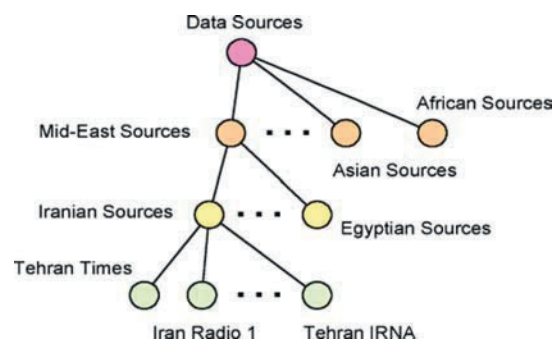 Data Sources
African Sources
Mid-East Sources
Asian Sources
Iranian Sources
Egyptian Sources
Tehran Times
Iran Radio 1
Tehran IRNA